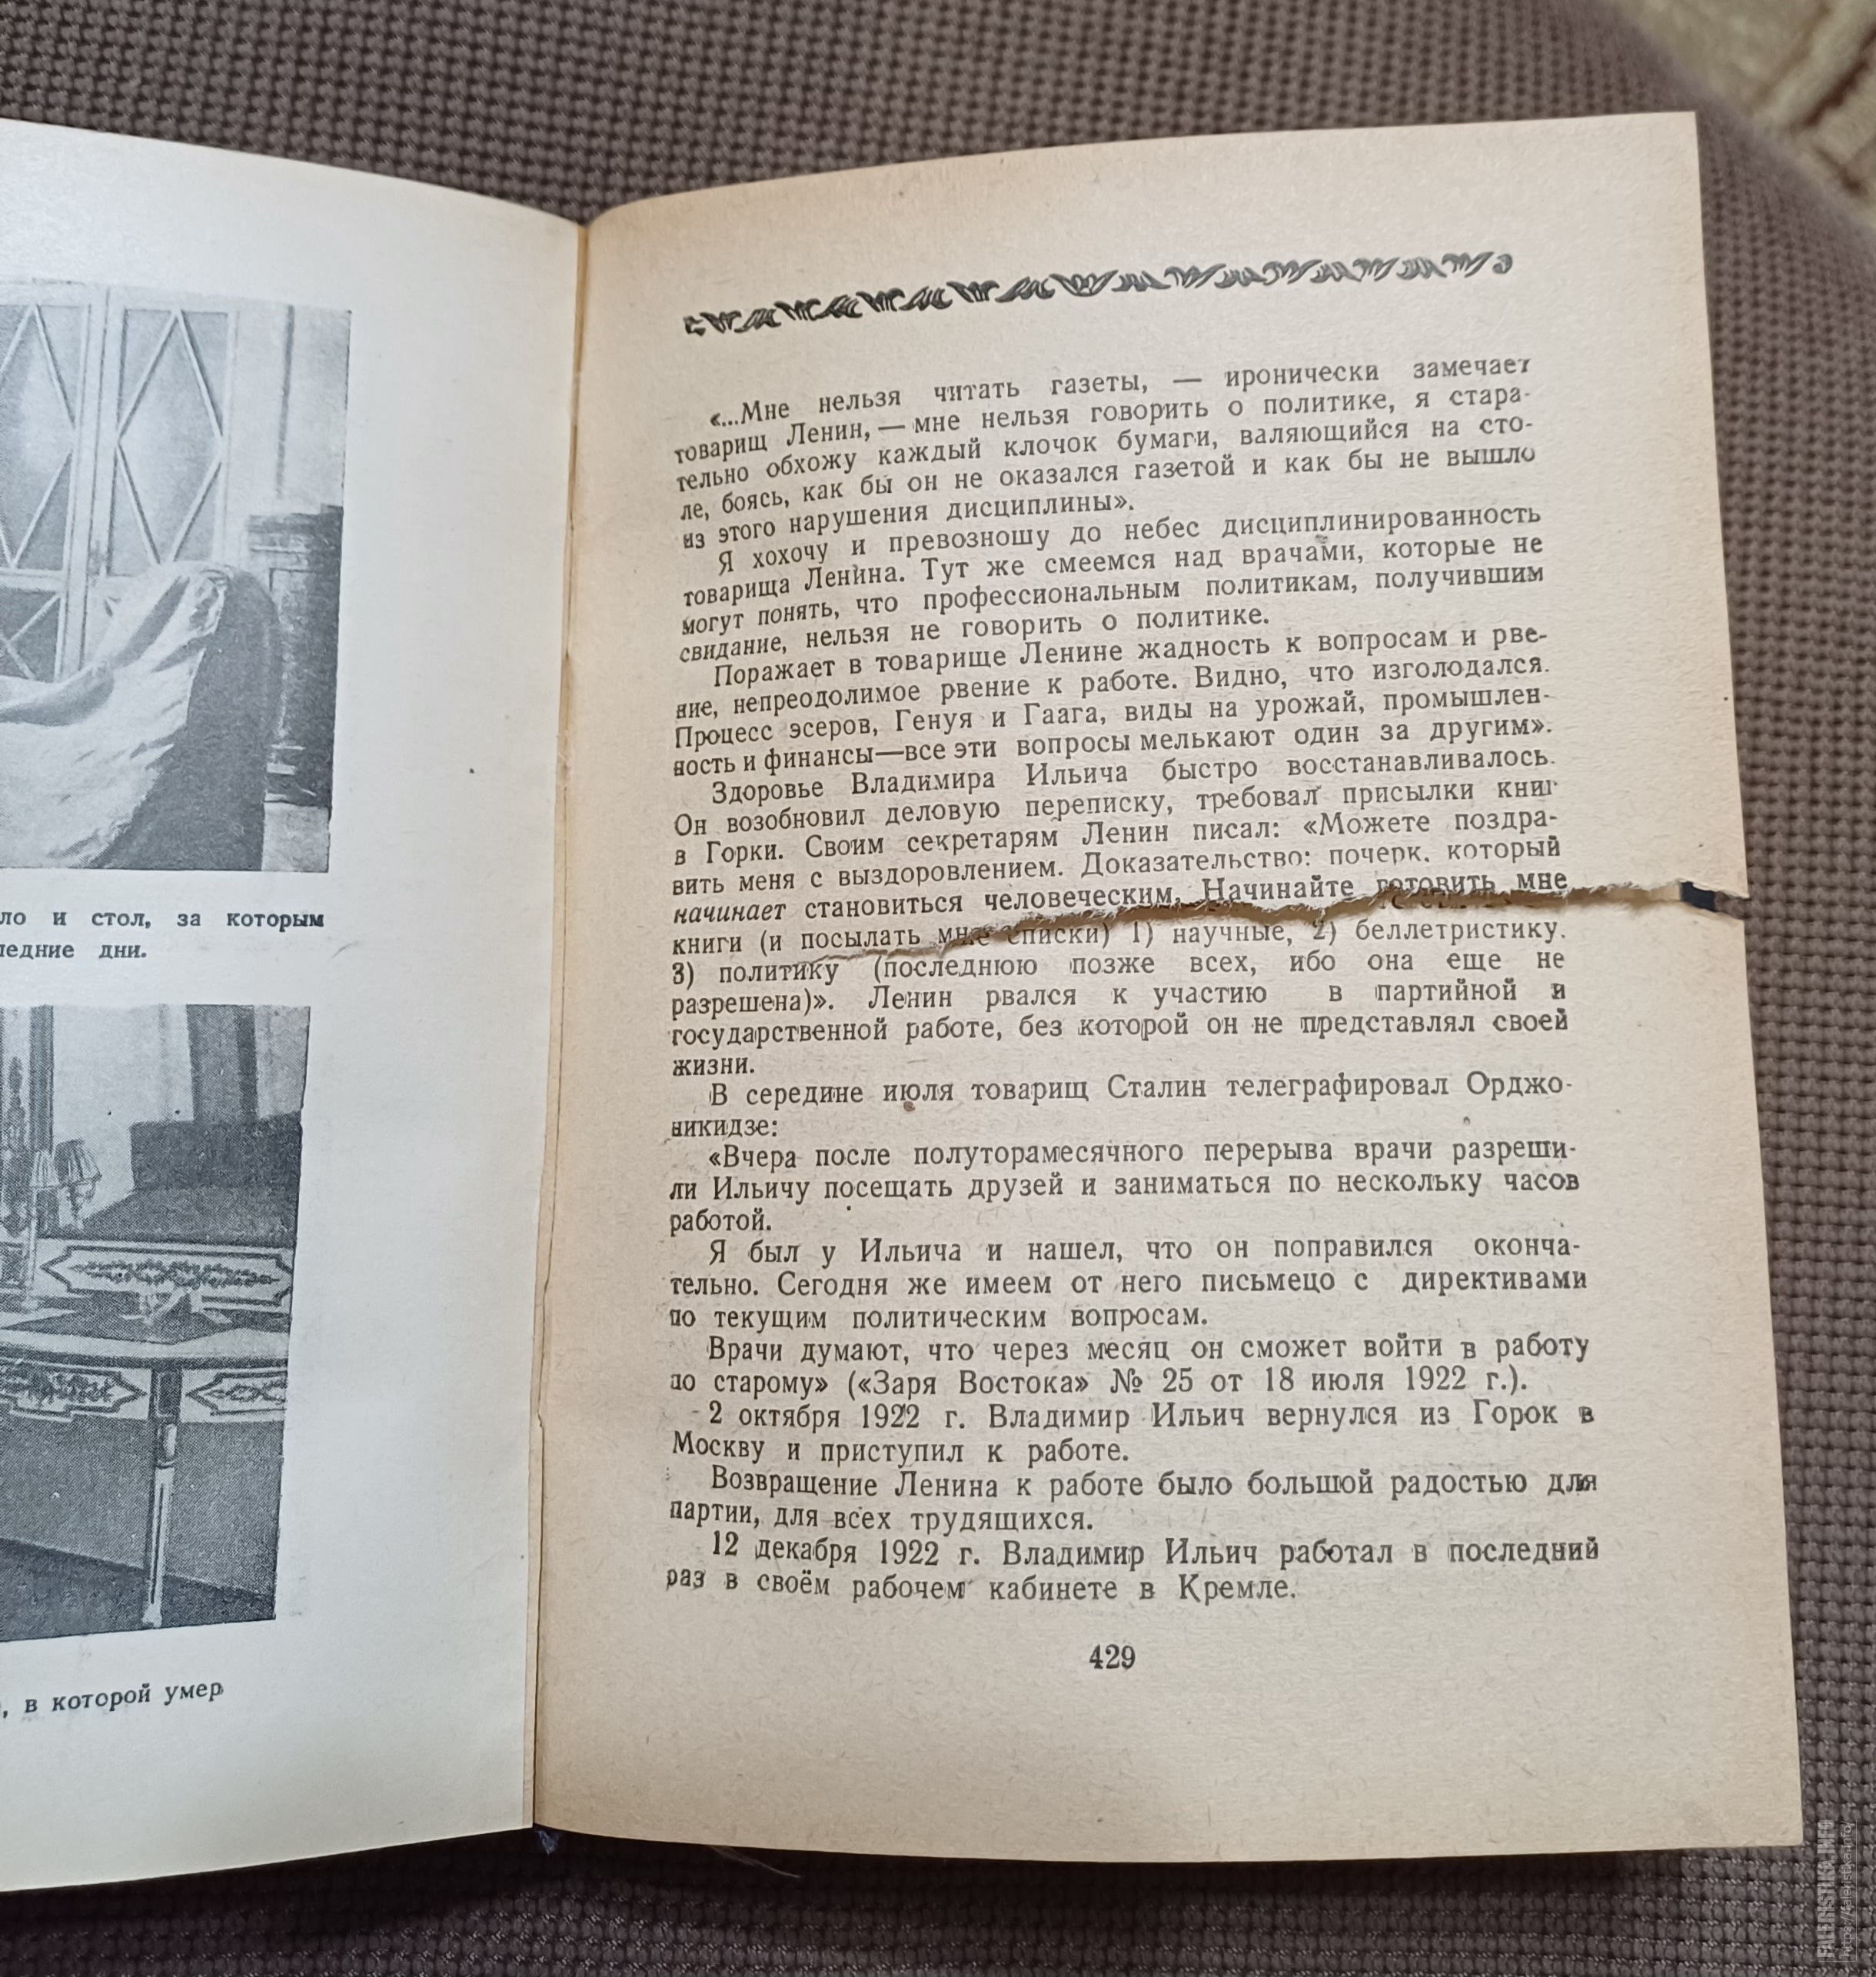 ло и стол, за которым
ледние дни.
, в которой умер
«...Мне нельзя читать газеты, — иронически замечает
товарищ Ленин, — мне нельзя говорить о политике, я стара-
тельно обхожу каждый клочок бумаги, валяющийся на сто-
ле, боясь, как бы он не оказался газетой и как бы не вышло
из этого нарушения дисциплины».
Я хохочу и превозношу до небес дисциплинированность
товарища Ленина. Тут же смеемся над врачами, которые не
могут понять, что профессиональным политикам, получившим
свидание, нельзя не говорить о политике.
Поражает в товарище Ленине жадность к вопросам и рве-
ние, непреодолимое рвение к работе. Видно, что изголодался.
Процесс эсеров, Генуя и Гаага, виды на урожай, промышлен-
ность и финансы—все эти вопросы мелькают один за другим».
Здоровье Владимира Ильича быстро восстанавливалось.
Он возобновил деловую переписку, требовал присылки книг
в Горки. Своим секретарям Ленин писал: «Можете поздра-
вить меня с выздоровлением. Доказательство: почерк, который
начинает становиться человеческим. Начинайте готовить мне
книги (и посылать мне списки) 1) научные, 2) беллетристику.
3) политику (последнюю позже всех, ибо она еще не
разрешена)». Ленин рвался к участию в партийной и
государственной работе, без которой он не представлял своей
жизни.
В середине июля товарищ Сталин телеграфировал Орджо-
никидзе:
«Вчера после полуторамесячного перерыва врачи разреши-
ли Ильичу посещать друзей и заниматься по нескольку часов
работой.
Я был у Ильича и нашел, что он поправился оконча-
тельно. Сегодня же имеем от него письмецо с директивами
по текущим политическим вопросам.
Врачи думают, что через месяц он сможет войти в работу
по старому» («Заря Востока» № 25 от 18 июля 1922 г.).
2 октября 1922 г. Владимир Ильич вернулся из Горок в
Москву и приступил к работе.
Возвращение Ленина к работе было большой радостью для
партии, для всех трудящихся.
12 декабря 1922 г. Владимир Ильич работал в последний
раз в своём рабочем кабинете в Кремле.
429
FALERISTIKA.INFO
https://faleristika.info